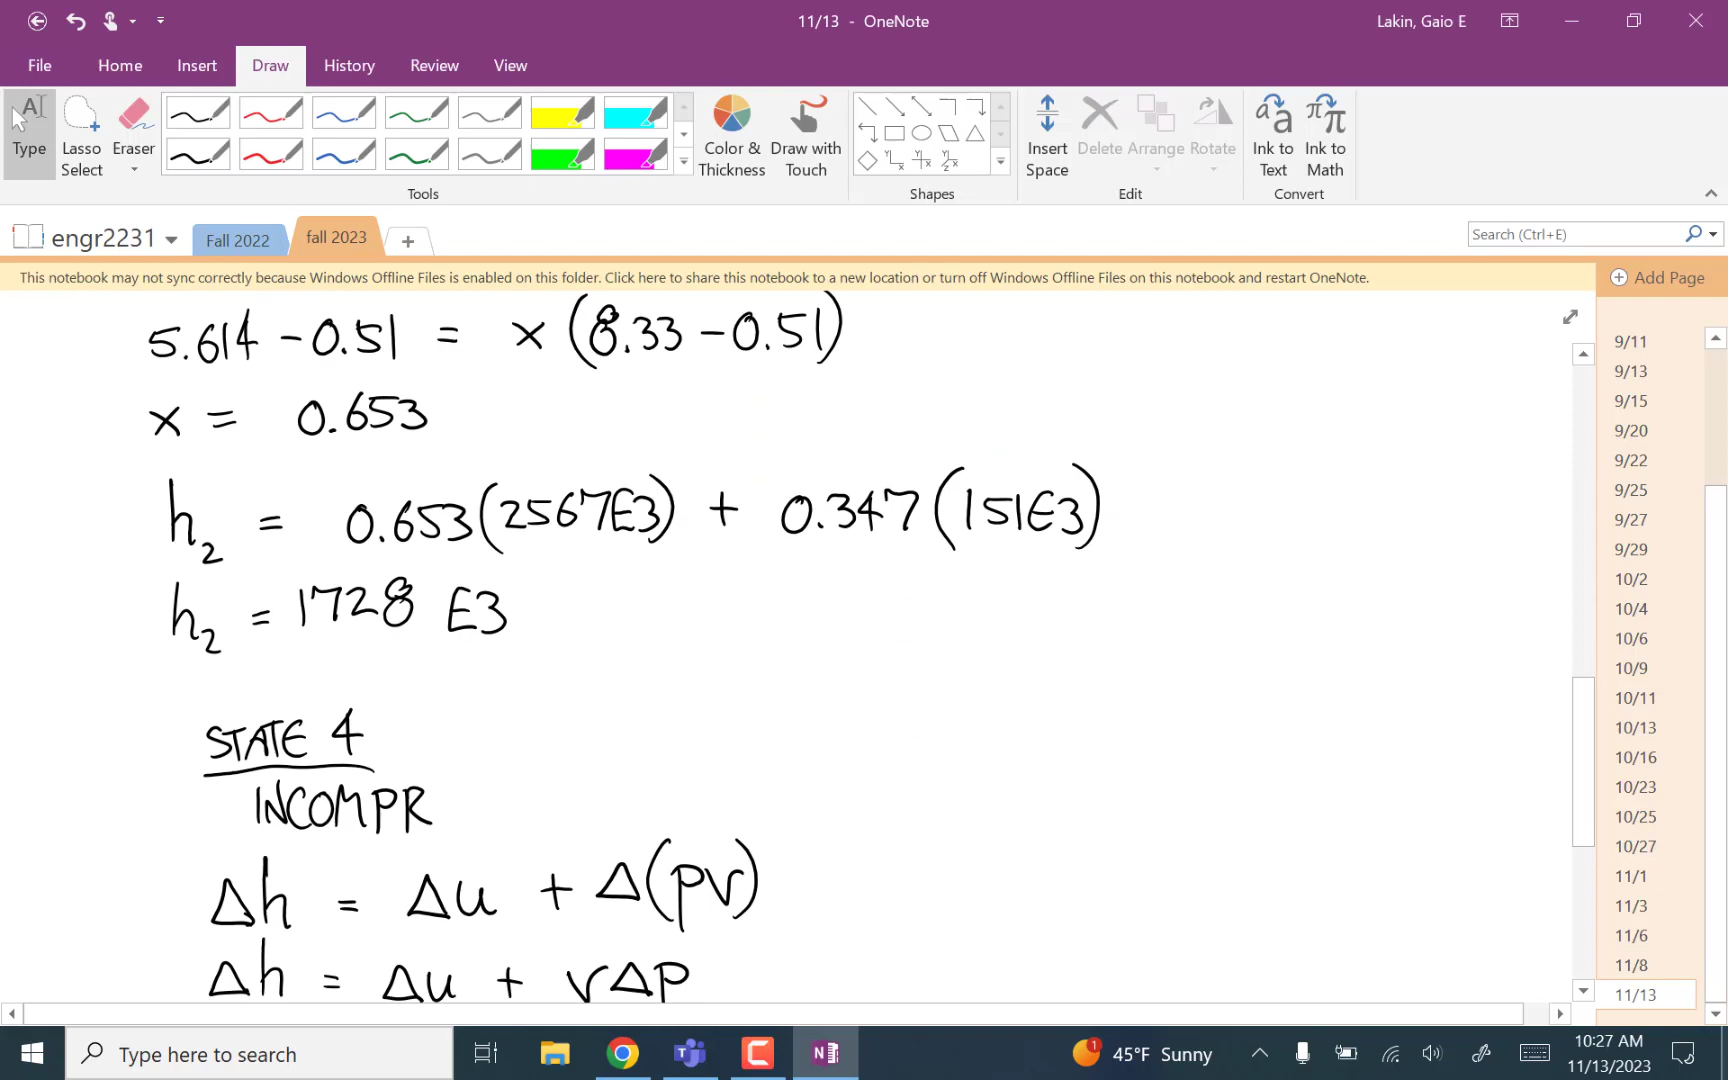 11/13 - OneNote
Lakin, Gaio E
File Home Insert Draw History Review View
Type
Lasso Select
Eraser
Color & Thickness
Draw with Touch
Insert Space
Delete
Arrange
Rotate
Ink to Text
Ink to Math
Tools
Shapes
Edit
Convert
engr2231
Fall 2022
fall 2023
Search (Ctrl+E)
This notebook may not sync correctly because Windows Offline Files is enabled on this folder. Click here to share this notebook to a new location or turn off Windows Offline Files on this notebook and restart OneNote.
Add Page
5.614 - 0.51 = x (8.33 - 0.51)
x = 0.653
h₂ = 0.653 (2567E3) + 0.347 (151E3)
h₂ = 1728 E3
STATE 4
INCOMPR
Δh = Δu + Δ(pv)
Δh = Δu + vΔp
9/11
9/13
9/15
9/20
9/22
9/25
9/27
9/29
10/2
10/4
10/6
10/9
10/11
10/13
10/16
10/23
10/25
10/27
11/1
11/3
11/6
11/8
11/13
Type here to search
45°F Sunny
10:27 AM
11/13/2023